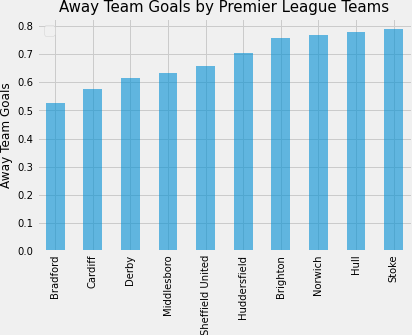 Away Team Goals by Premier League Teams
Away Team Goals
0.8
0.7
0.6
0.5
0.4
0.3
0.2
0.1
0.0
Bradford
Cardiff
Derby
Middlesboro
Sheffield United
Huddersfield
Brighton
Norwich
Hull
Stoke